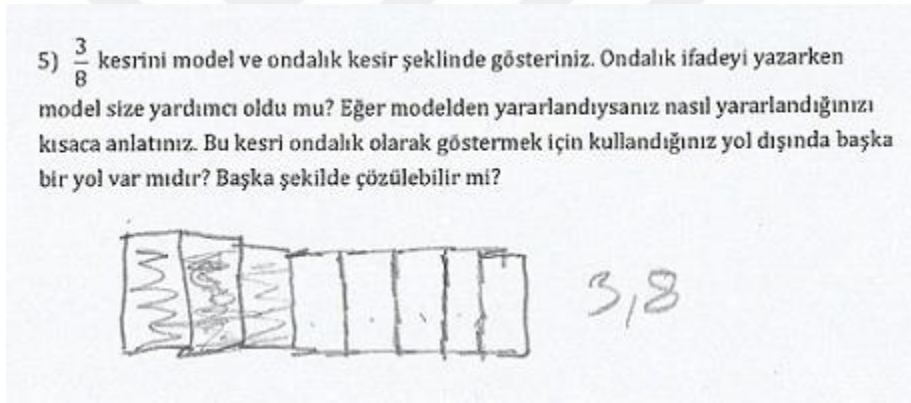 5) 3/8 kesrini model ve ondalık kesir şeklinde gösteriniz. Ondalık ifadeyi yazarken
model size yardımcı oldu mu? Eğer modelden yararlandıysanız nasıl yararlandığınızı
kısaca anlatınız. Bu kesri ondalık olarak göstermek için kullandığınız yol dışında başka
bir yol var mıdır? Başka şekilde çözülebilir mi?
3,8